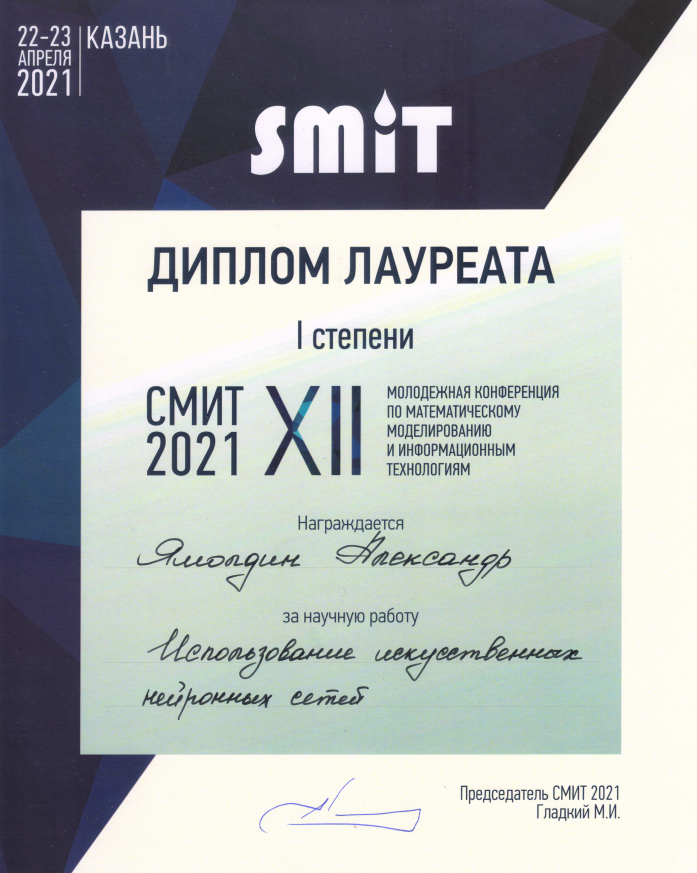 22-23
АПРЕЛЯ
2021
КАЗАНЬ
SMiT
ДИПЛОМ ЛАУРЕАТА
I степени
СМИТ
2021
XII
МОЛОДЕЖНАЯ КОНФЕРЕНЦИЯ
ПО МАТЕМАТИЧЕСКОМУ
МОДЕЛИРОВАНИЮ
И ИНФОРМАЦИОННЫМ
ТЕХНОЛОГИЯМ
Награждается
Ямолдин Александр
за научную работу
Использование искусственных
нейронных сетей
Председатель СМИТ 2021
Гладкий М.И.